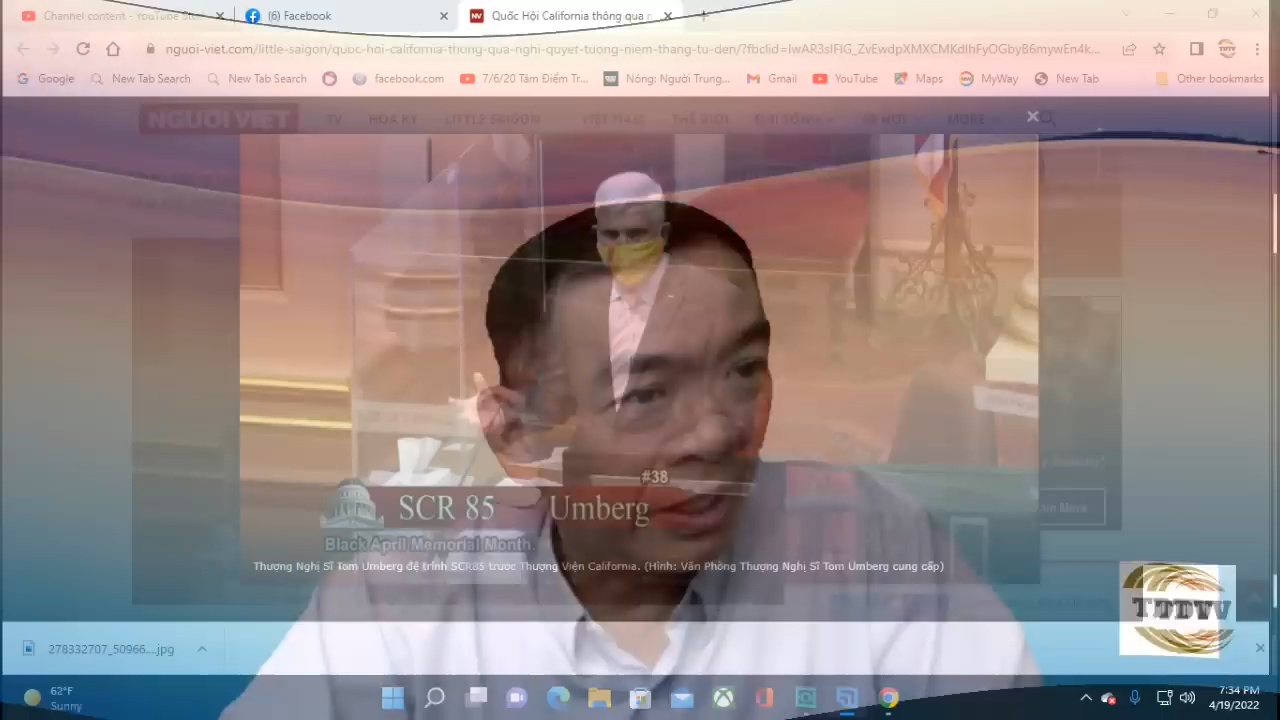 Channel content - YouTube Stu
(6) Facebook
Quốc Hội California thông qua n
nguoi-viet.com/little-saigon/quoc-hoi-california-thong-qua-nghi-quyet-tuong-niem-thang-tu-den/?fbclid=
Google
New Tab Search
New Tab Search
facebook.com
7/6/20 Tâm Điểm Tr...
Nóng: Người Trung...
Gmail
YouTube
Maps
MyWay
New Tab
Other bookmarks
NGUOI VIỆT
TV
HOA KỲ
LITTLE SAIGON
VIỆT NAM
THẾ GIỚI
MORE
#38
SCR 85 Umberg
Black April Memorial Month
Thượng Nghị Sĩ Tom Umberg đệ trình SCR85 trước Thượng Viện California. (Hình: Văn Phòng Thượng Nghị Sĩ Tom Umberg cung cấp)
TTDTV
278332707_50966....jpg
62°F
Sunny
7:34 PM
4/19/2022